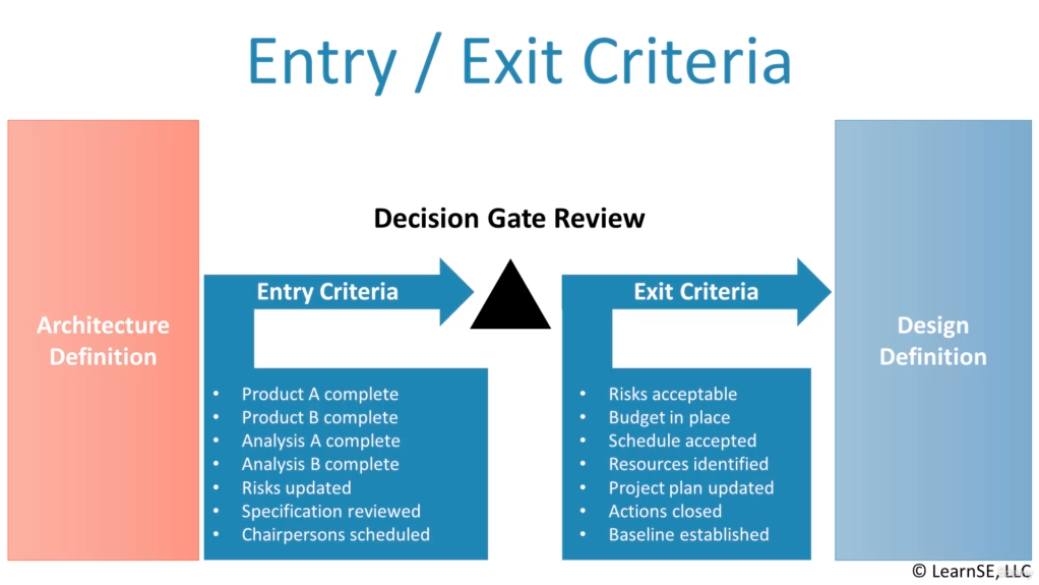 Entry / Exit Criteria
Decision Gate Review
Architecture
Definition
Entry Criteria
• Product A complete
• Product B complete
• Analysis A complete
• Analysis B complete
• Risks updated
• Specification reviewed
• Chairpersons scheduled
Exit Criteria
• Risks acceptable
• Budget in place
• Schedule accepted
• Resources identified
• Project plan updated
• Actions closed
• Baseline established
Design
Definition
© LearnSE, LLC